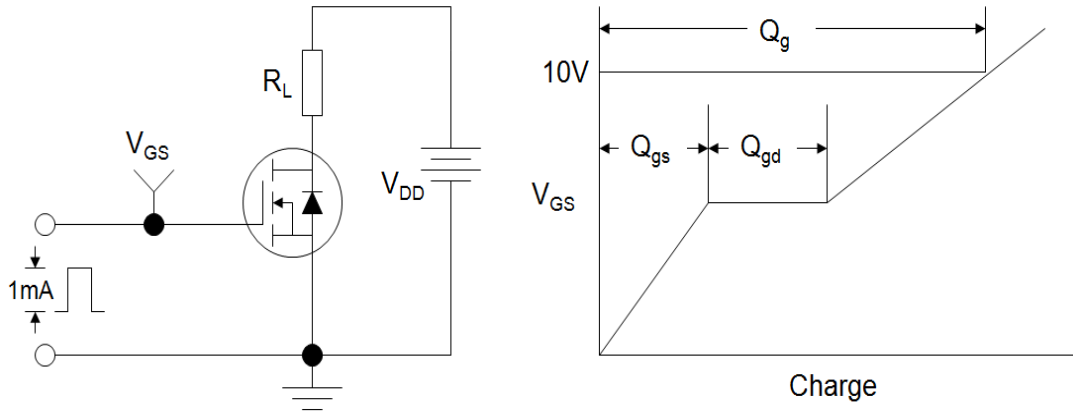 R_L
V_GS
V_DD
1mA
Q_g
10V
Q_gs
Q_gd
V_GS
Charge